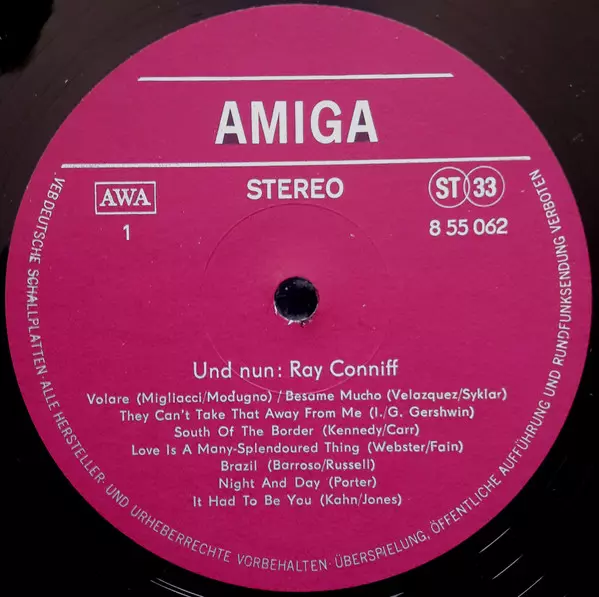 AMIGA
AWA
STEREO
ST 33
1
8 55 062
Und nun: Ray Conniff
Volare (Migliacci/Modugno) / Besame Mucho (Velazquez/Syklar)
They Can't Take That Away From Me (I./G. Gershwin)
South Of The Border (Kennedy/Carr)
Love Is A Many-Splendoured Thing (Webster/Fain)
Brazil (Barroso/Russell)
Night And Day (Porter)
It Had To Be You (Kahn/Jones)
VEB DEUTSCHE SCHALLPLATTEN · ALLE HERSTELLER- UND URHEBERRECHTE VORBEHALTEN · ÜBERSPIELUNG, ÖFFENTLICHE AUFFÜHRUNG UND RUNDFUNKSENDUNG VERBOTEN